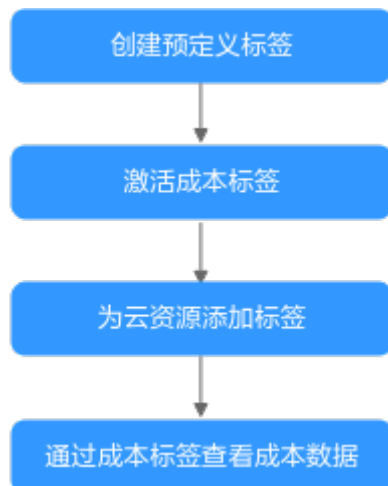 创建预定义标签
激活成本标签
为云资源添加标签
通过成本标签查看成本数据